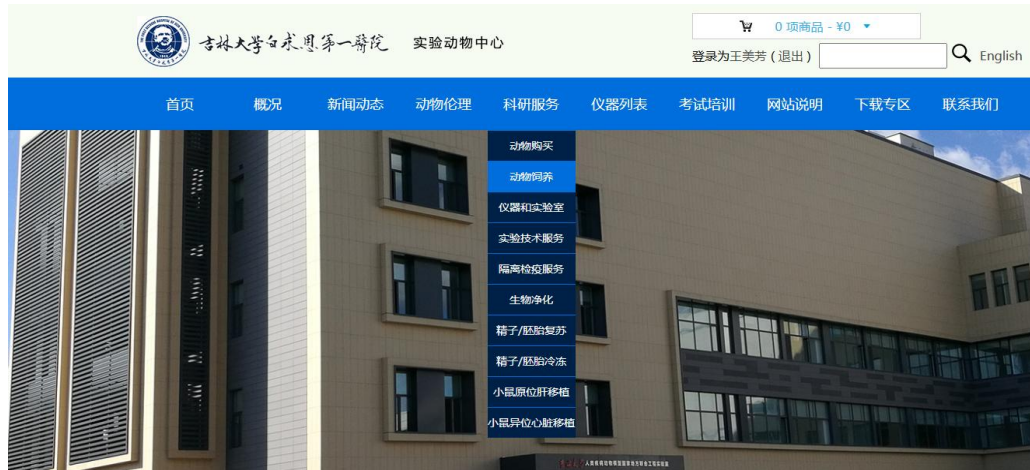 吉林大学白求恩第一醫院
实验动物中心
0 项商品 - ¥0
登录为王美芳 ( 退出 )
English
首页 概况 新闻动态 动物伦理 科研服务 仪器列表 考试培训 网站说明 下载专区 联系我们
动物购买
动物饲养
仪器和实验室
实验技术服务
隔离检疫服务
生物净化
精子/胚胎复苏
精子/胚胎冷冻
小鼠原位肝移植
小鼠异位心脏移植